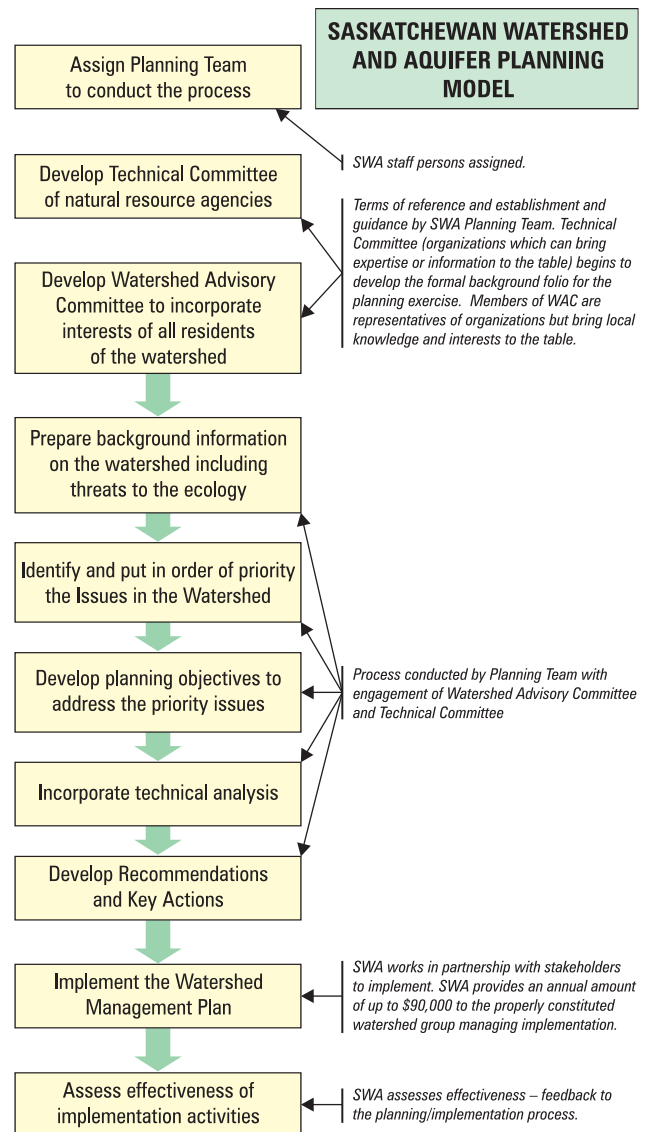 SASKATCHEWAN WATERSHED
AND AQUIFER PLANNING
MODEL
Assign Planning Team
to conduct the process
SWA staff persons assigned.
Develop Technical Committee
of natural resource agencies
Terms of reference and establishment and
guidance by SWA Planning Team. Technical
Committee (organizations which can bring
expertise or information to the table) begins to
develop the formal background folio for the
planning exercise. Members of WAC are
representatives of organizations but bring local
knowledge and interests to the table.
Develop Watershed Advisory
Committee to incorporate
interests of all residents
of the watershed
Prepare background information
on the watershed including
threats to the ecology
Identify and put in order of priority
the Issues in the Watershed
Develop planning objectives to
address the priority issues
Process conducted by Planning Team with
engagement of Watershed Advisory Committee
and Technical Committee
Incorporate technical analysis
Develop Recommendations
and Key Actions
Implement the Watershed
Management Plan
SWA works in partnership with stakeholders
to implement. SWA provides an annual amount
of up to $90,000 to the properly constituted
watershed group managing implementation.
Assess effectiveness of
implementation activities
SWA assesses effectiveness – feedback to
the planning/implementation process.